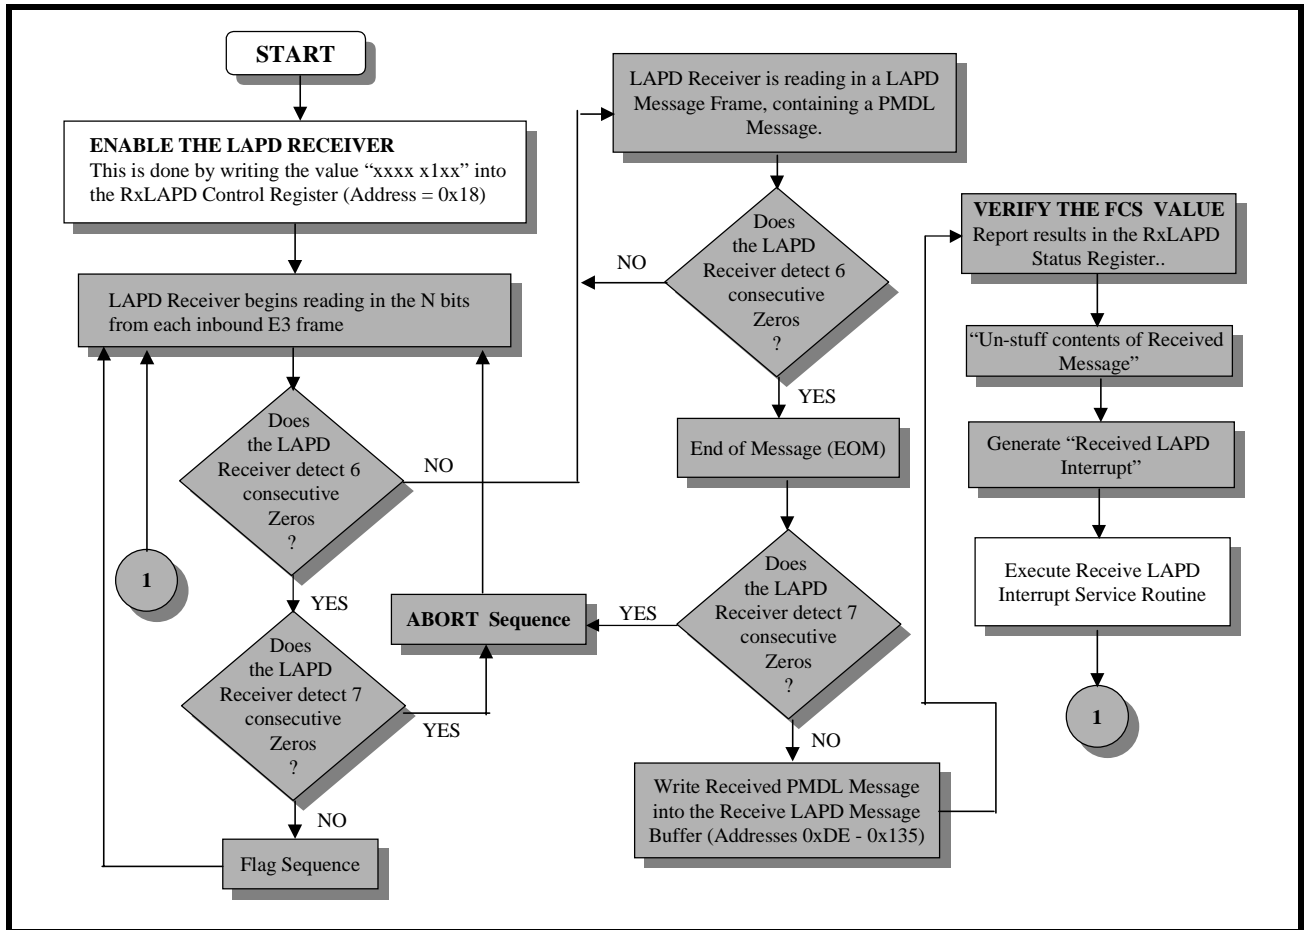 START
ENABLE THE LAPD RECEIVER
This is done by writing the value “xxxx x1xx” into
the RxLAPD Control Register (Address = 0x18)
LAPD Receiver begins reading in the N bits
from each inbound E3 frame
Does
the LAPD
Receiver detect 6
consecutive
Zeros
?
NO
YES
1
Does
the LAPD
Receiver detect 7
consecutive
Zeros
?
YES
NO
Flag Sequence
ABORT Sequence
LAPD Receiver is reading in a LAPD
Message Frame, containing a PMDL
Message.
Does
the LAPD
Receiver detect 6
consecutive
Zeros
?
NO
YES
End of Message (EOM)
Does
the LAPD
Receiver detect 7
consecutive
Zeros
?
YES
NO
Write Received PMDL Message
into the Receive LAPD Message
Buffer (Addresses 0xDE - 0x135)
VERIFY THE FCS VALUE
Report results in the RxLAPD
Status Register..
“Un-stuff contents of Received
Message”
Generate “Received LAPD
Interrupt”
Execute Receive LAPD
Interrupt Service Routine
1